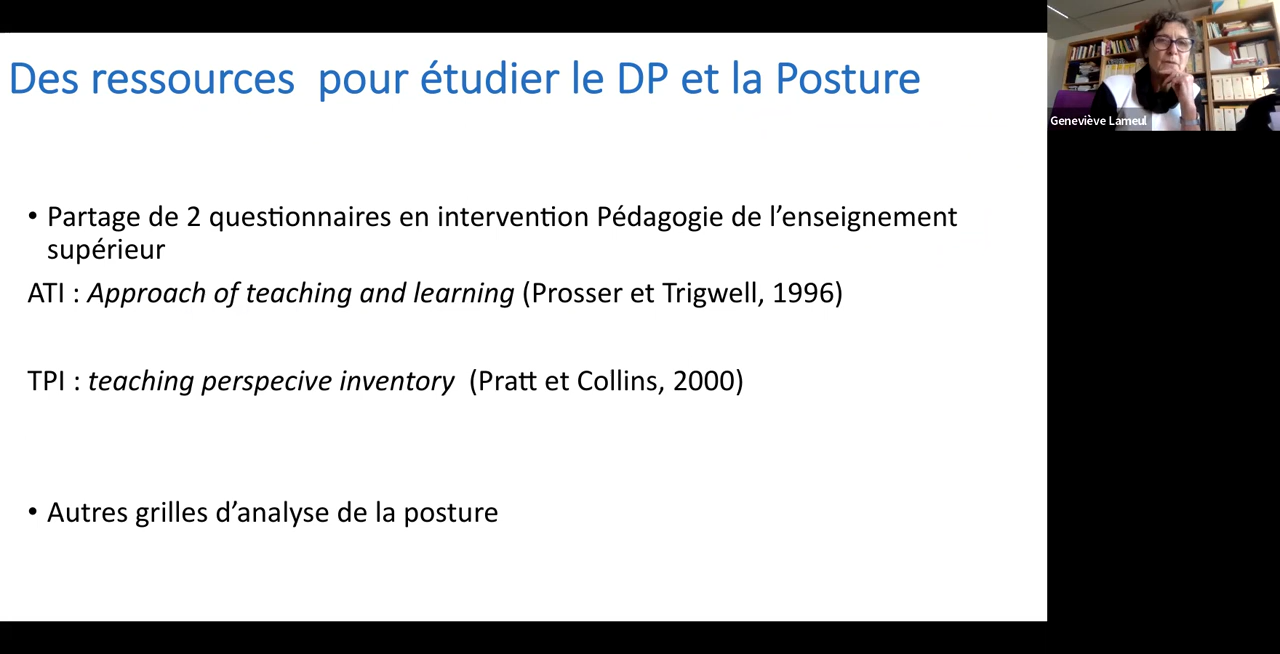 Des ressources  pour étudier le DP et la Posture
Geneviève Lameul
• Partage de 2 questionnaires en intervention Pédagogie de l’enseignement
supérieur
ATI : Approach of teaching and learning (Prosser et Trigwell, 1996)
TPI : teaching perspecive inventory  (Pratt et Collins, 2000)
• Autres grilles d’analyse de la posture